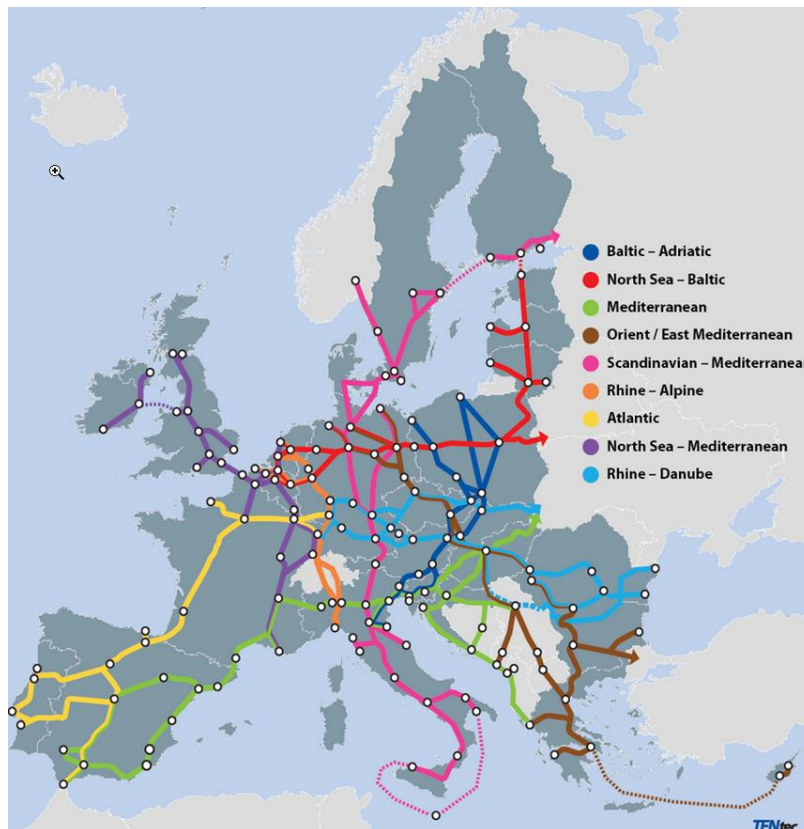 Baltic – Adriatic
North Sea – Baltic
Mediterranean
Orient / East Mediterranean
Scandinavian – Mediterranea
Rhine – Alpine
Atlantic
North Sea – Mediterranean
Rhine – Danube
TENtec